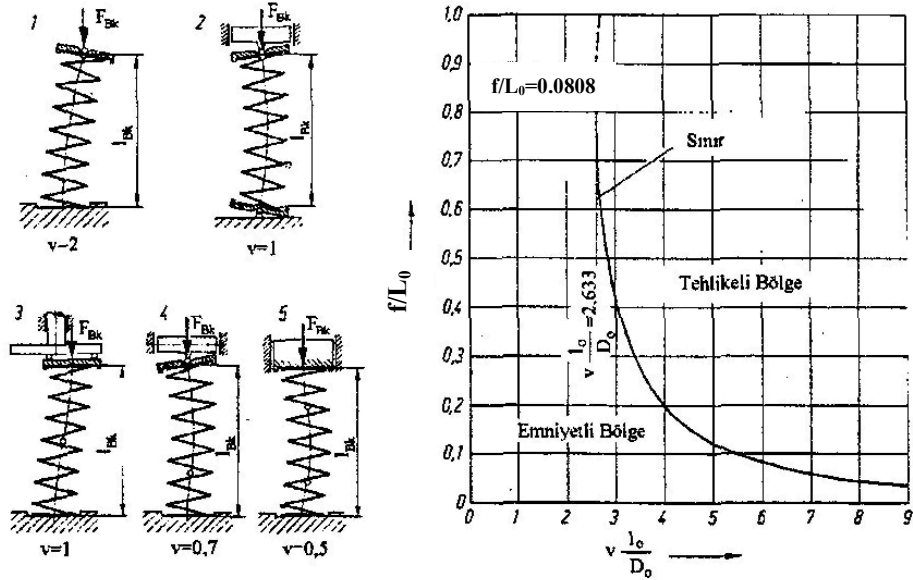 1
F_Bk
l_Bk
v-2
2
F_Bk
l_Bk
v=1
3
F_Bk
l_Bk
v=1
4
F_Bk
l_Bk
v=0,7
5
F_Bk
l_Bk
v-0,5
1,0
0,9
0,8
0,7
0,6
0,5
0,4
0,3
0,2
0,1
0
f/L₀
f/L₀=0.0808
Sınır
Tehlikeli Bölge
v l₀/D₀=2.633
Emniyetli Bölge
0 1 2 3 4 5 6 7 8 9
v l₀/D₀